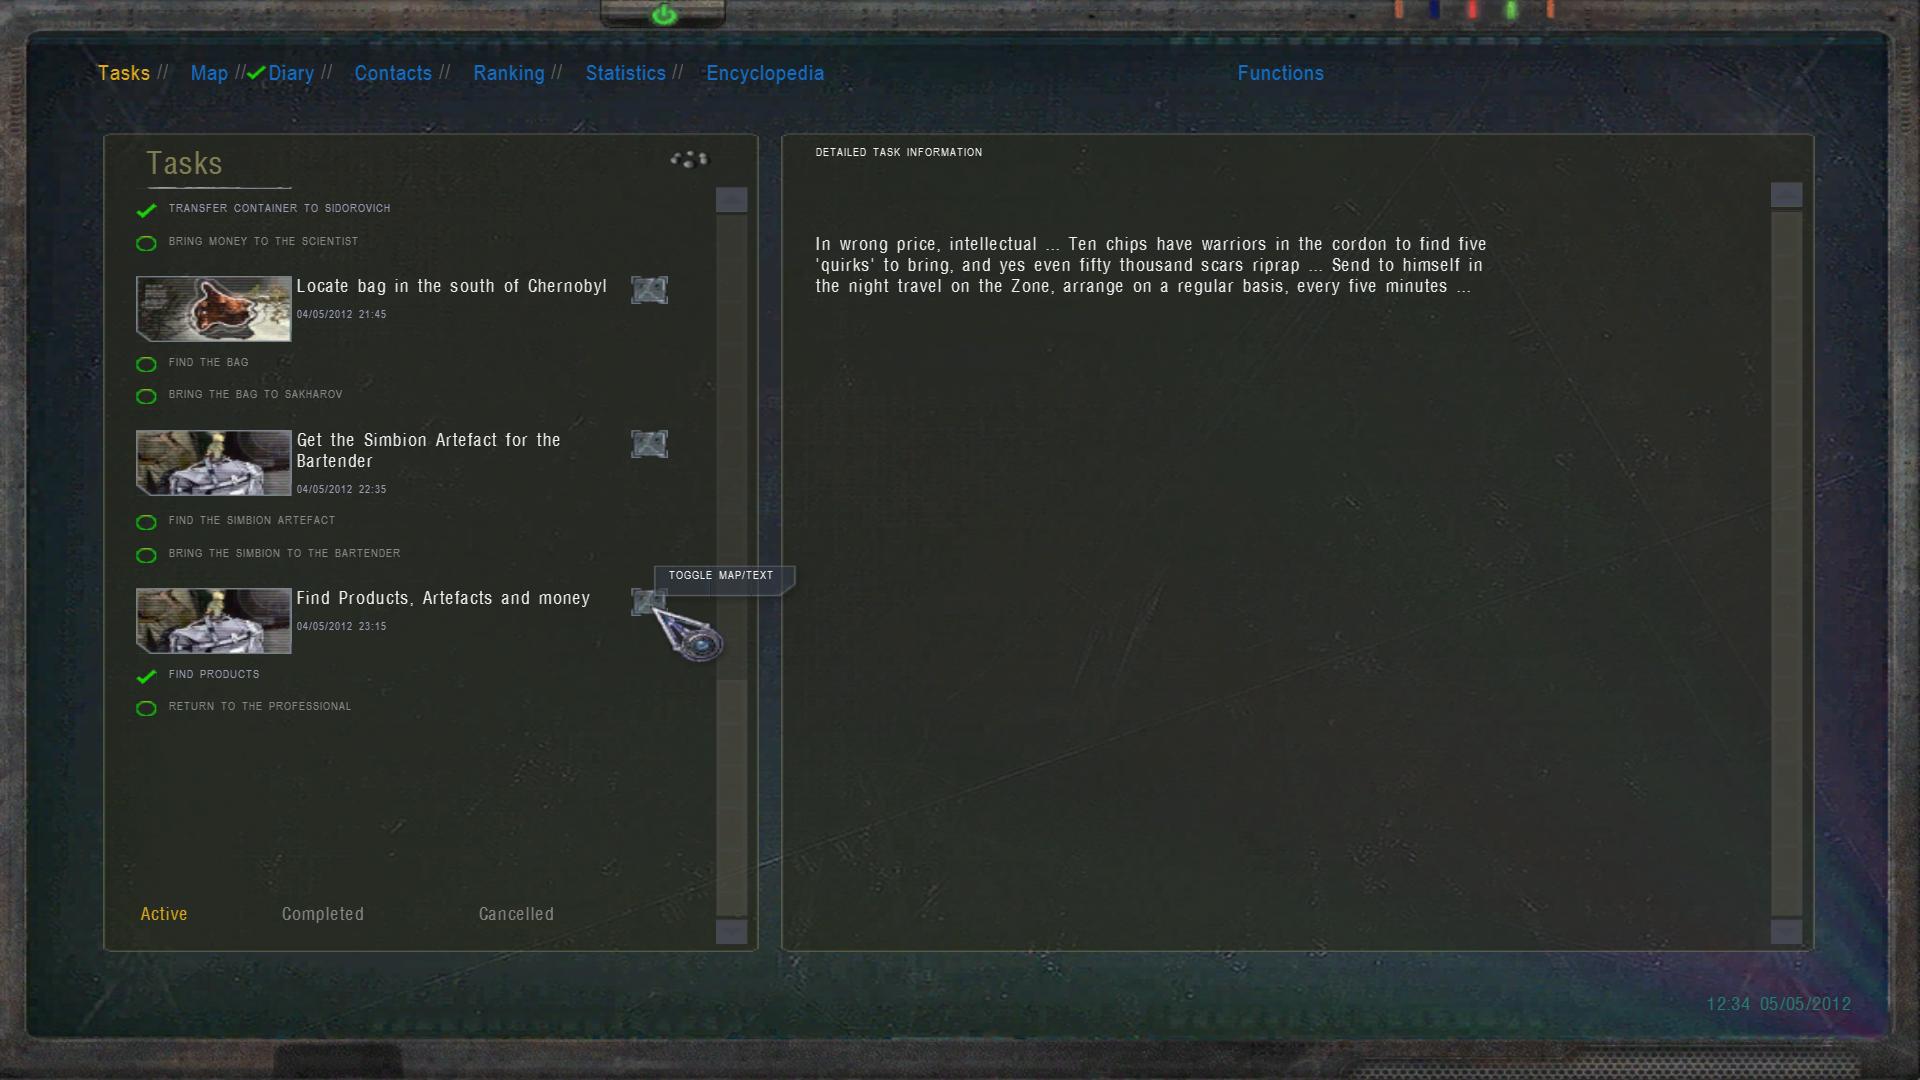 Tasks // Map // Diary // Contacts // Ranking // Statistics // Encyclopedia
Functions
Tasks
TRANSFER CONTAINER TO SIDOROVICH
BRING MONEY TO THE SCIENTIST
Locate bag in the south of Chernobyl
04/05/2012 21:45
FIND THE BAG
BRING THE BAG TO SAKHAROV
Get the Simbion Artefact for the
Bartender
04/05/2012 22:35
FIND THE SIMBION ARTEFACT
BRING THE SIMBION TO THE BARTENDER
TOGGLE MAP/TEXT
Find Products, Artefacts and money
04/05/2012 23:15
FIND PRODUCTS
RETURN TO THE PROFESSIONAL
Active
Completed
Cancelled
DETAILED TASK INFORMATION
In wrong price, intellectual ... Ten chips have warriors in the cordon to find five
'quirks' to bring, and yes even fifty thousand scars riprap ... Send to himself in
the night travel on the Zone, arrange on a regular basis, every five minutes ...
12:34 05/05/2012